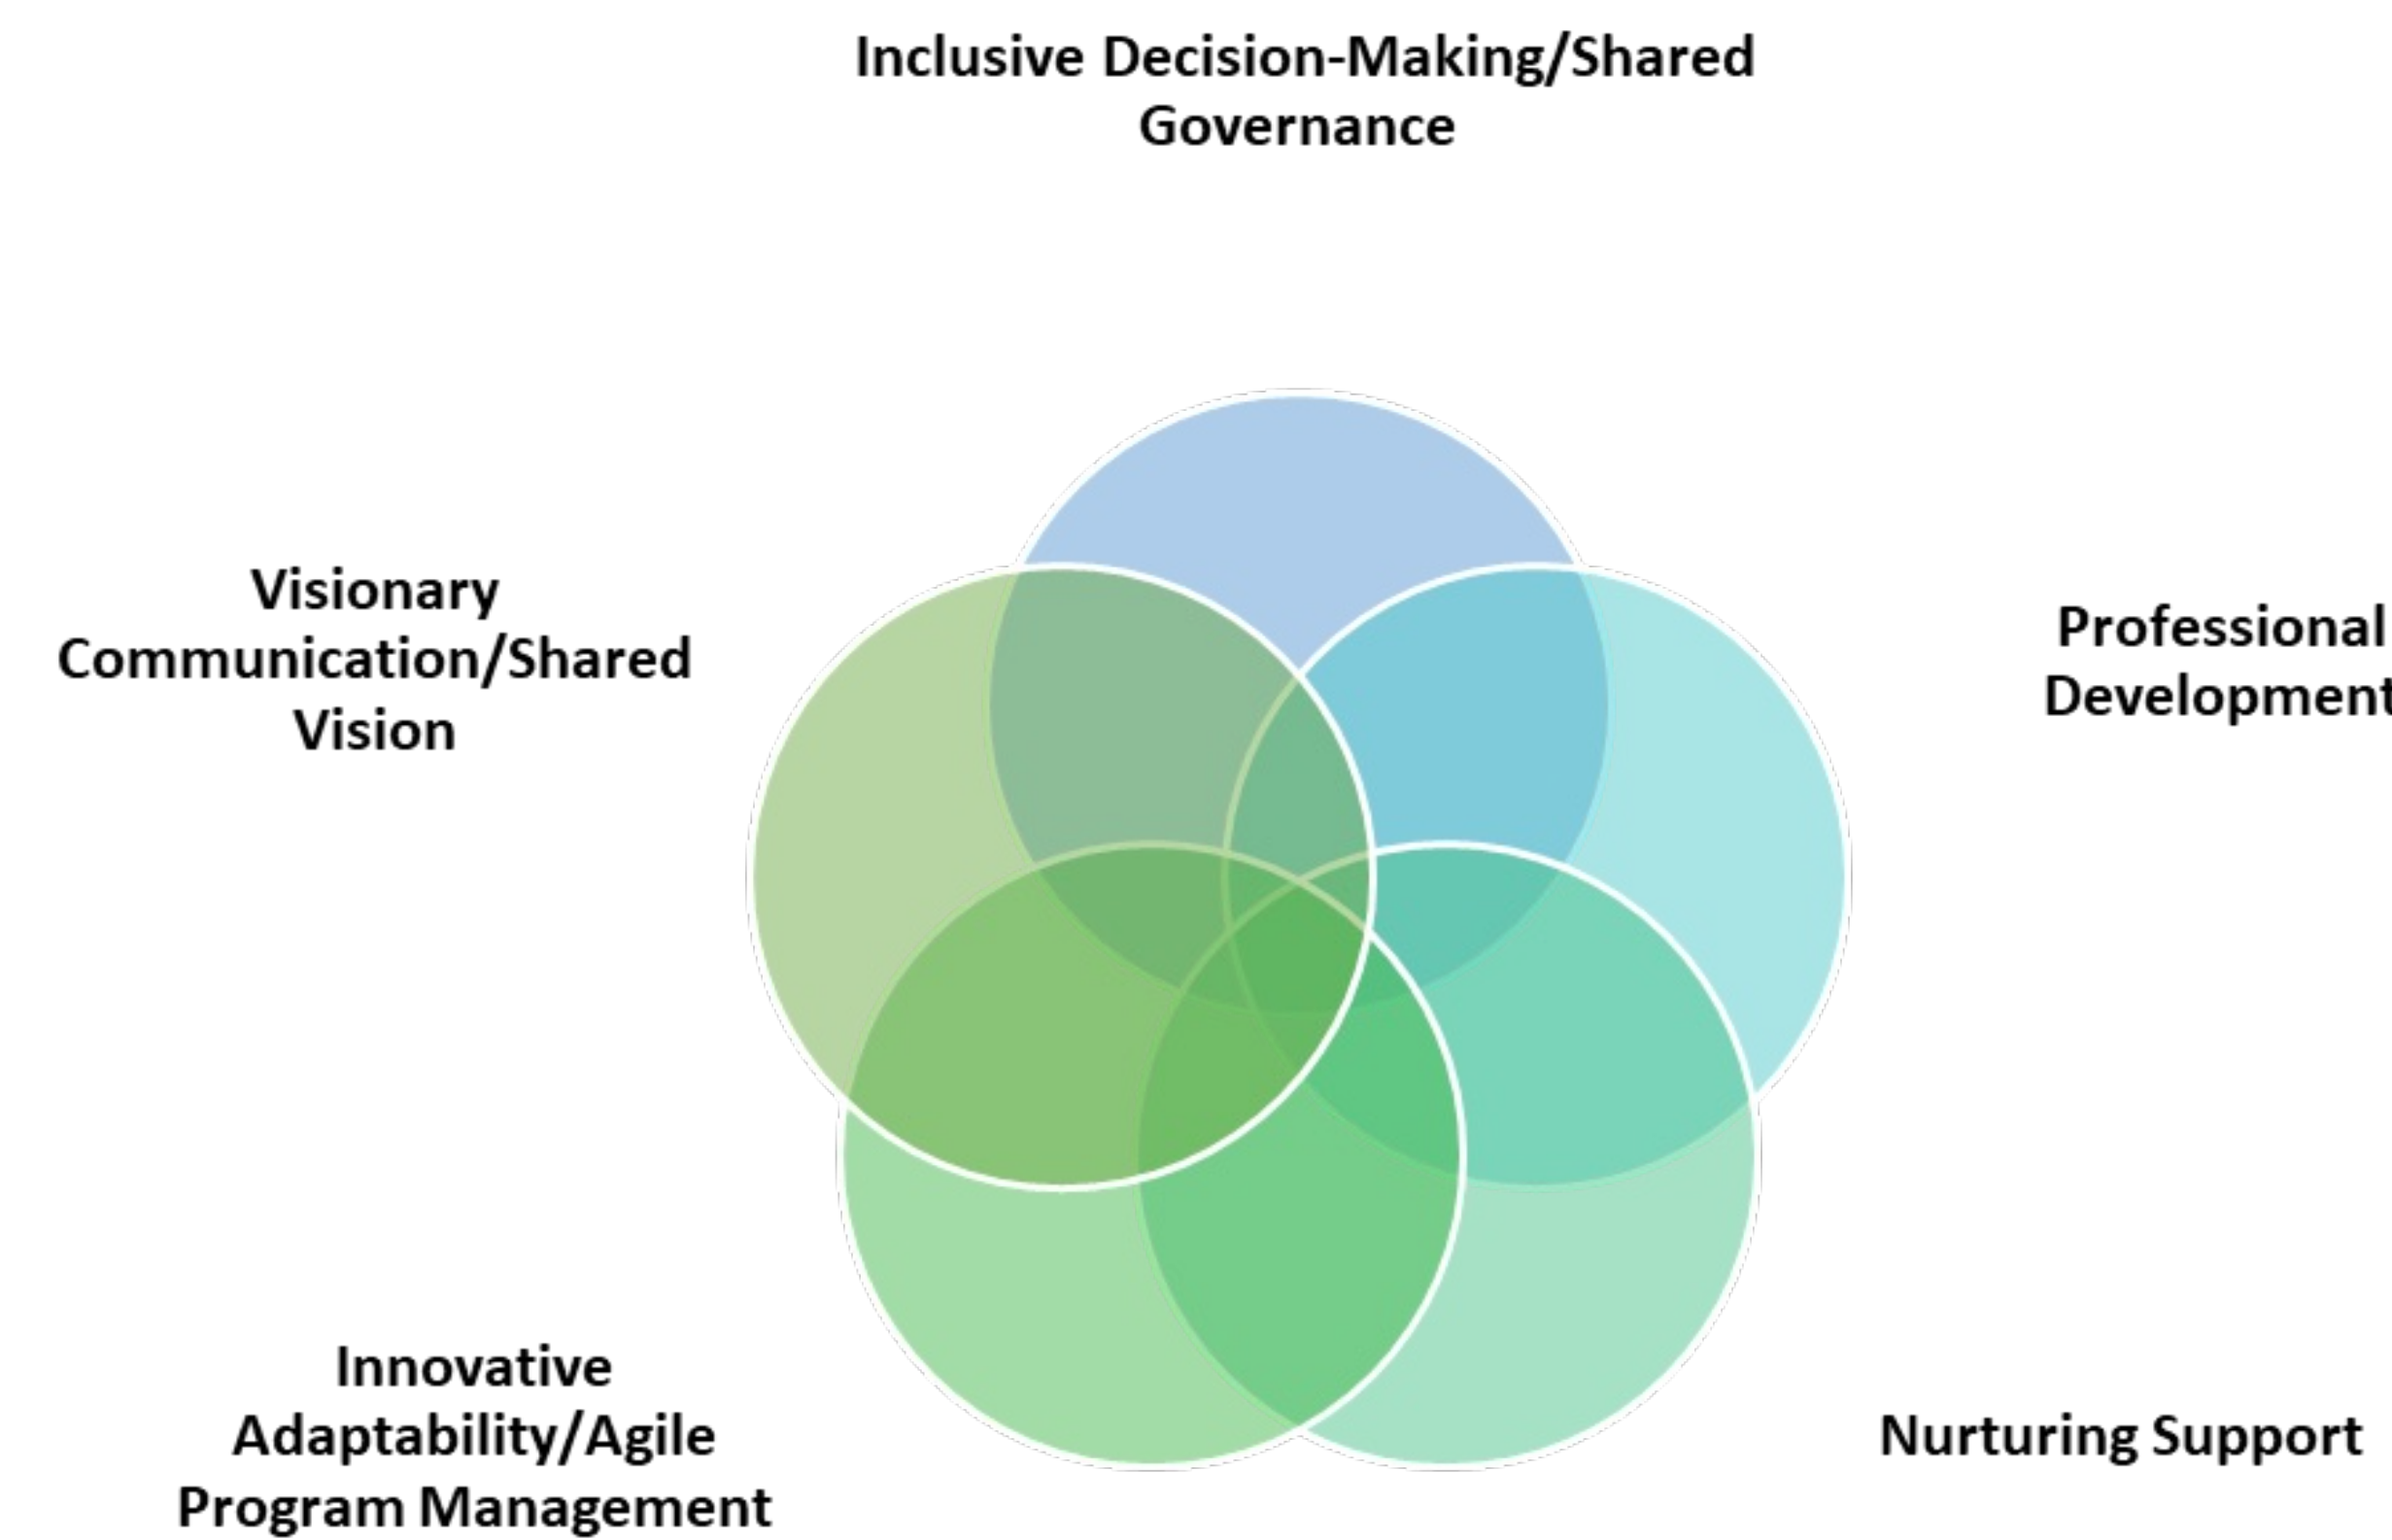 Inclusive Decision-Making/Shared
Governance
Visionary
Communication/Shared
Vision
Professional
Development
Innovative
Adaptability/Agile
Program Management
Nurturing Support